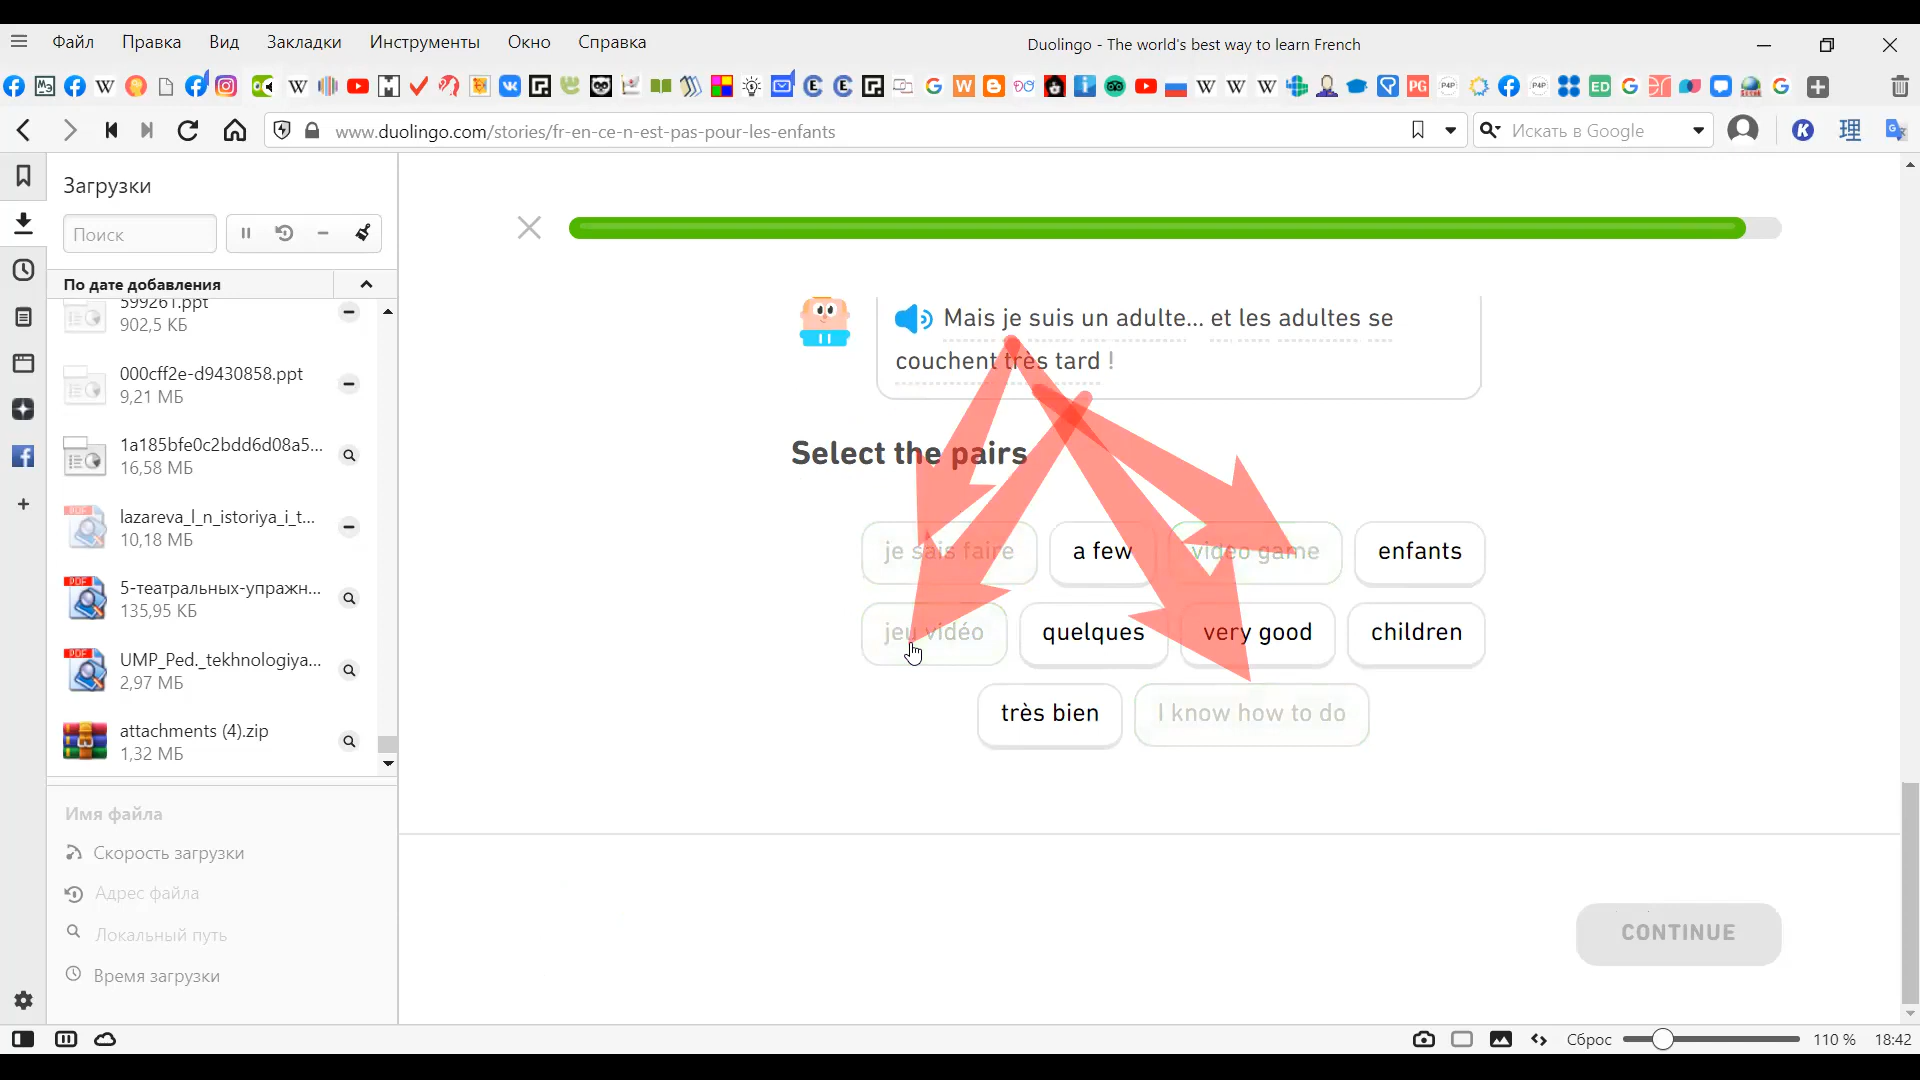 Файл Правка Вид Закладки Инструменты Окно Справка
Duolingo - The world's best way to learn French
www.duolingo.com/stories/fr-en-ce-n-est-pas-pour-les-enfants
Искать в Google
Загрузки
Поиск
По дате добавления
599261.ppt
902,5 КБ
000cff2e-d9430858.ppt
9,21 МБ
1a185bfe0c2bdd6d08a5...
16,58 МБ
lazareva_l_n_istoriya_i_t...
10,18 МБ
5-театральных-упражн...
135,95 КБ
UMP_Ped._tekhnologiya...
2,97 МБ
attachments (4).zip
1,32 МБ
Имя файла
Скорость загрузки
Адрес файла
Локальный путь
Время загрузки
Mais je suis un adulte... et les adultes se
couchent très tard !
Select the pairs
je sais faire a few video game enfants
jeu vidéo quelques very good children
très bien I know how to do
CONTINUE
Сброс 110 % 18:42